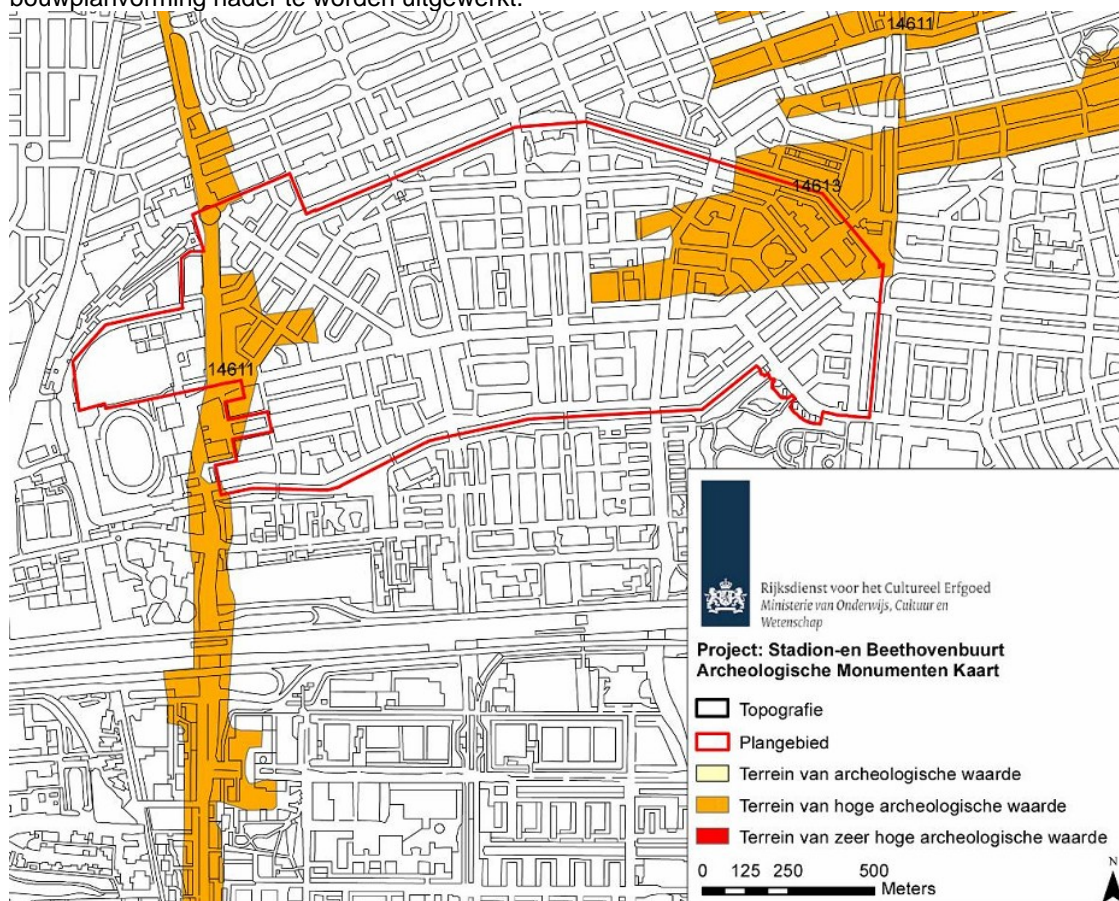 bouwplanvorming nader te worden uitgewerkt.
14611
14613
14611
Rijksdienst voor het Cultureel Erfgoed
Ministerie van Onderwijs, Cultuur en
Wetenschap
Project: Stadion-en Beethovenbuurt
Archeologische Monumenten Kaart
Topografie
Plangebied
Terrein van archeologische waarde
Terrein van hoge archeologische waarde
Terrein van zeer hoge archeologische waarde
0 125 250 500
Meters
N